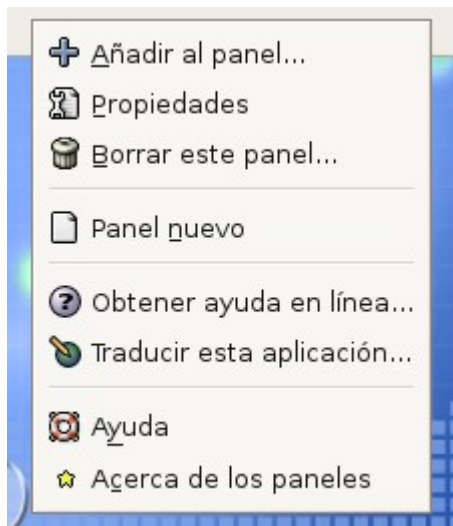 Añadir al panel...
Propiedades
Borrar este panel...
Panel nuevo
Obtener ayuda en línea...
Traducir esta aplicación...
Ayuda
Acerca de los paneles